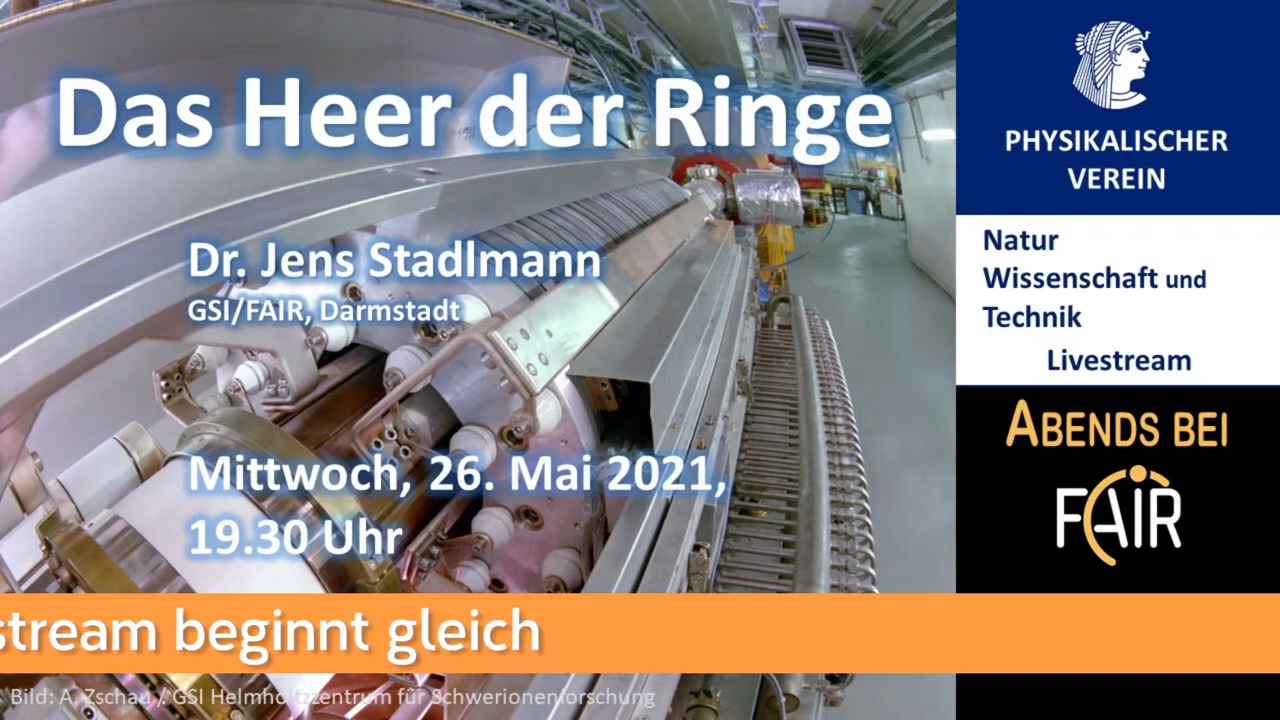 Das Heer der Ringe
Dr. Jens Stadlmann
GSI/FAIR, Darmstadt
Mittwoch, 26. Mai 2021,
19.30 Uhr
stream beginnt gleich
Bild: A. Zschau / GSI Helmholtzzentrum für Schwerionenforschung
PHYSIKALISCHER
VEREIN
Natur
Wissenschaft und
Technik
Livestream
ABENDS BEI
FAIR